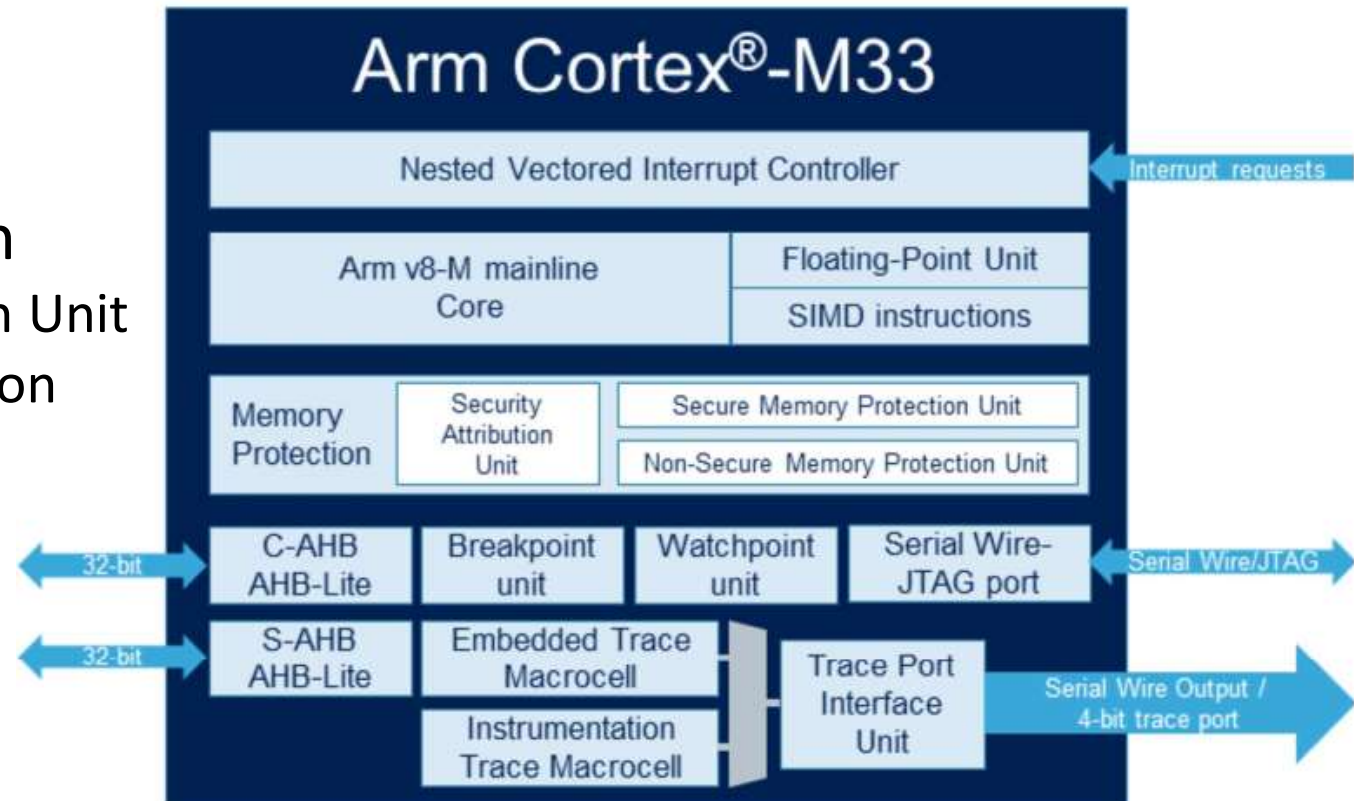 Arm Cortex®-M33
Nested Vectored Interrupt Controller
Interrupt requests
n
n Unit
on
Arm v8-M mainline
Core
Floating-Point Unit
SIMD instructions
Memory
Protection
Security
Attribution
Unit
Secure Memory Protection Unit
Non-Secure Memory Protection Unit
32-bit
C-AHB
AHB-Lite
Breakpoint
unit
Watchpoint
unit
Serial Wire-
JTAG port
Serial Wire/JTAG
32-bit
S-AHB
AHB-Lite
Embedded Trace
Macrocell
Instrumentation
Trace Macrocell
Trace Port
Interface
Unit
Serial Wire Output /
4-bit trace port